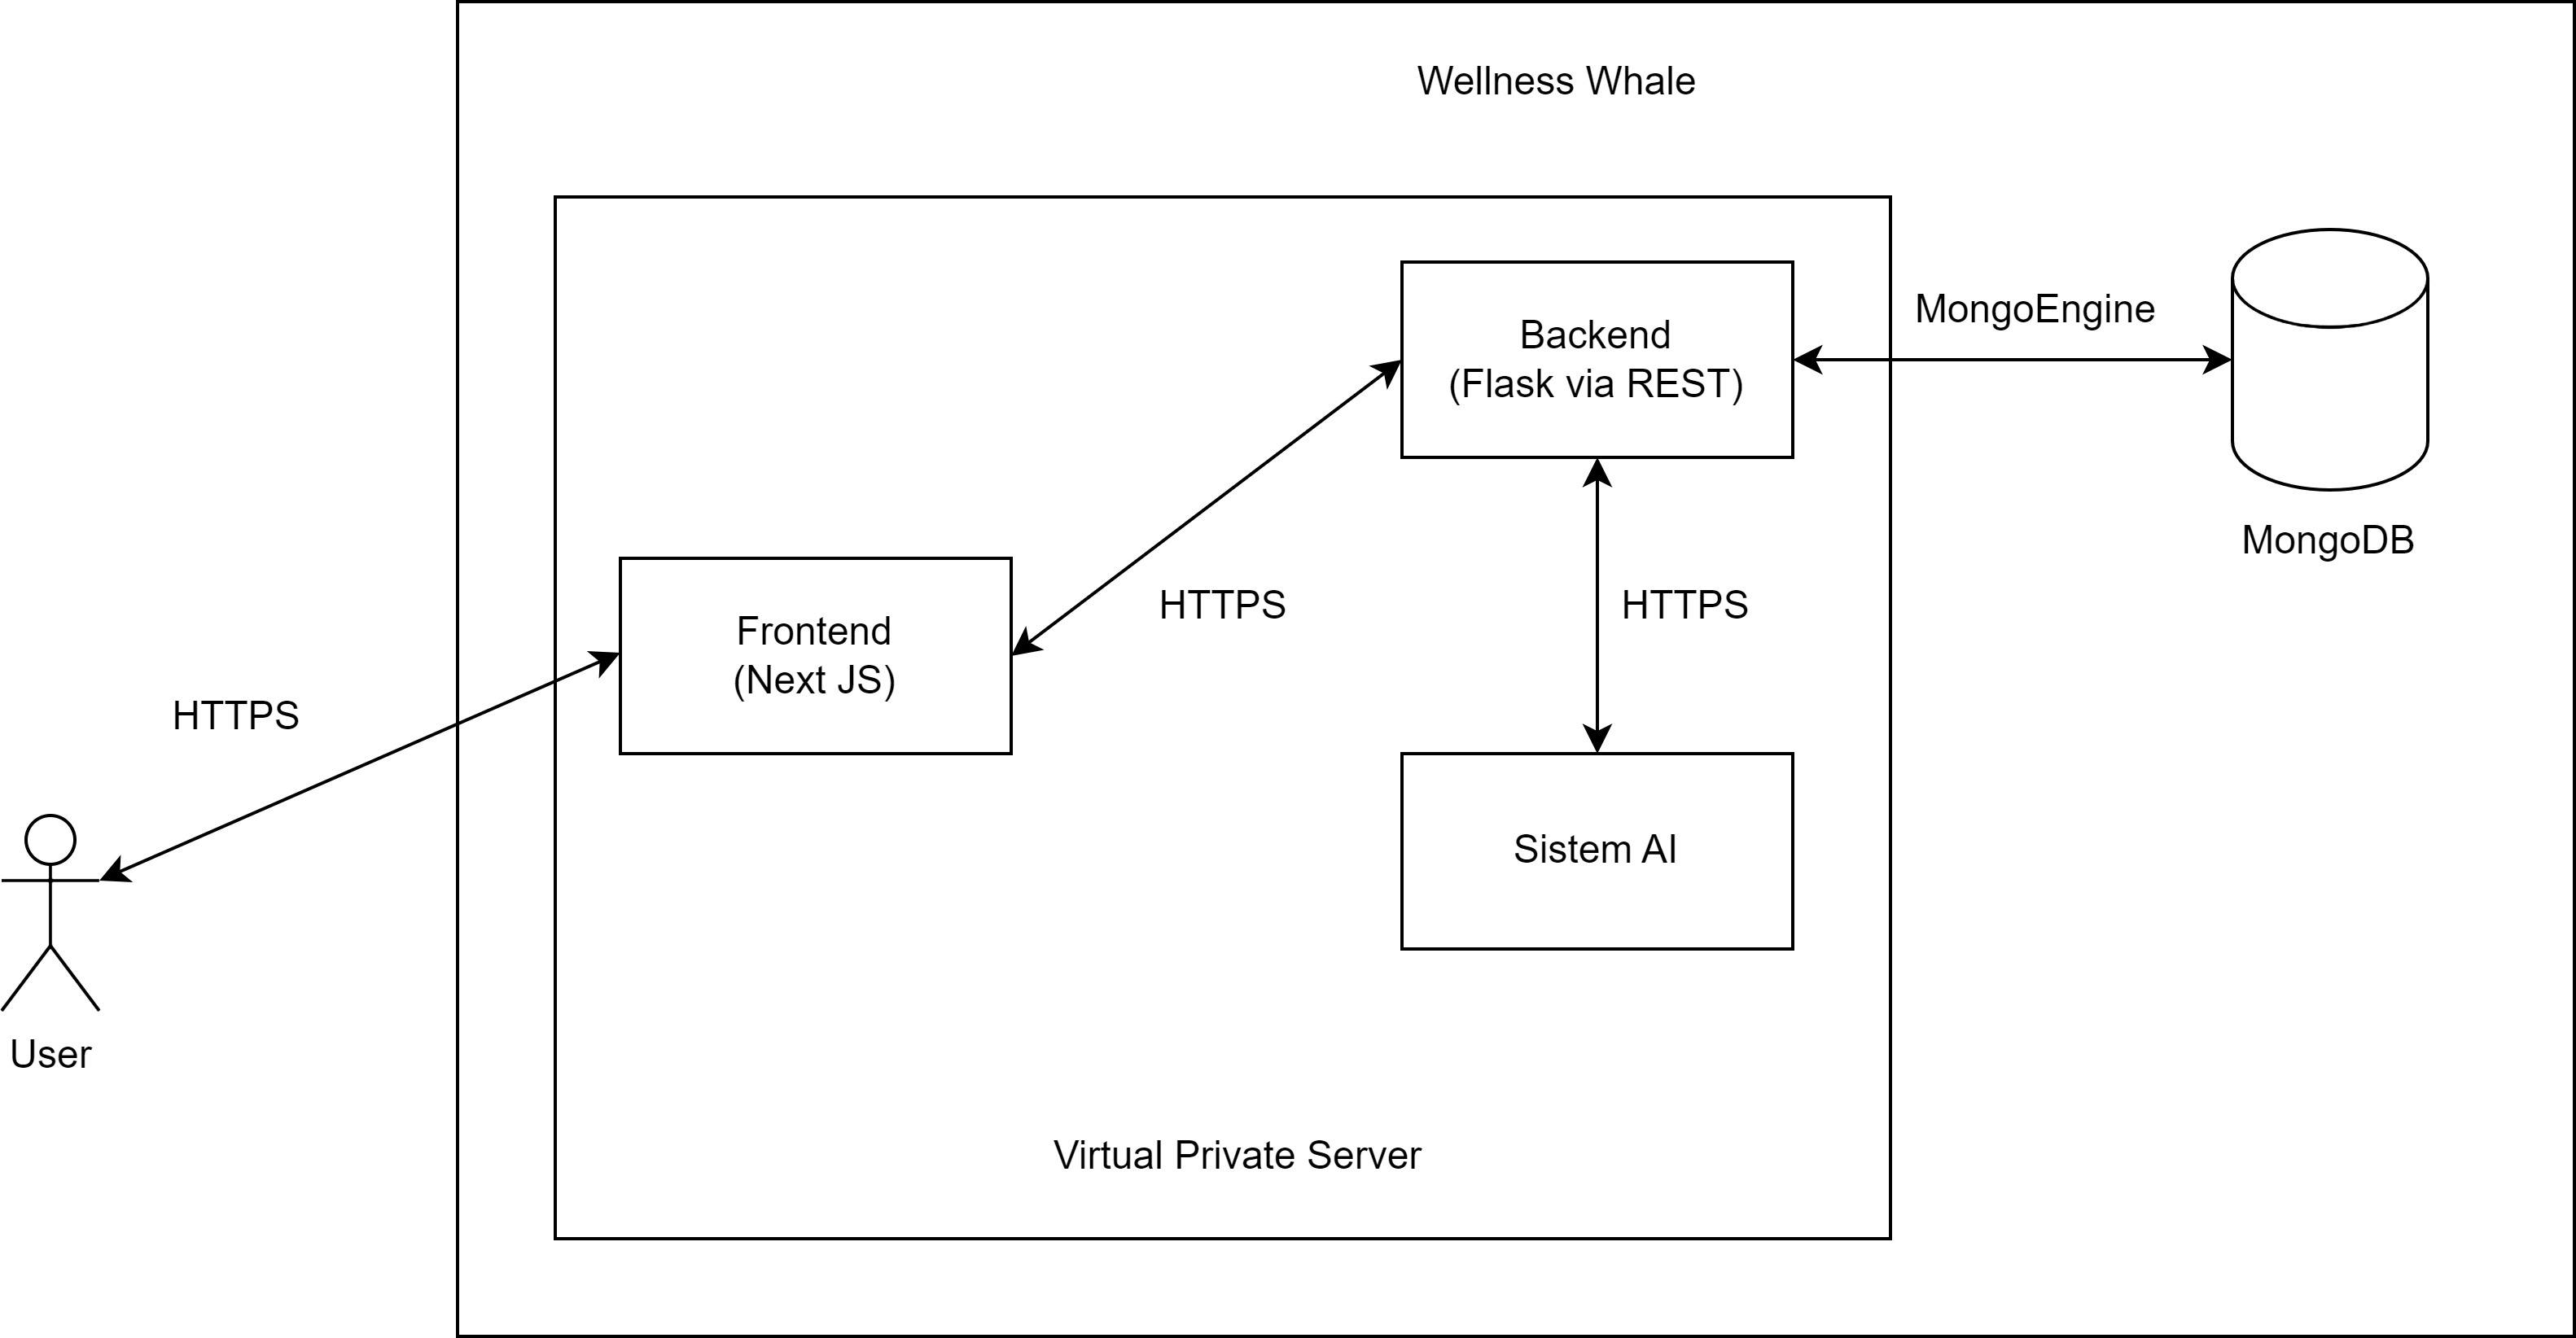 Wellness Whale
Backend
(Flask via REST)
MongoEngine
MongoDB
Frontend
(Next JS)
HTTPS
HTTPS
HTTPS
Sistem AI
User
Virtual Private Server